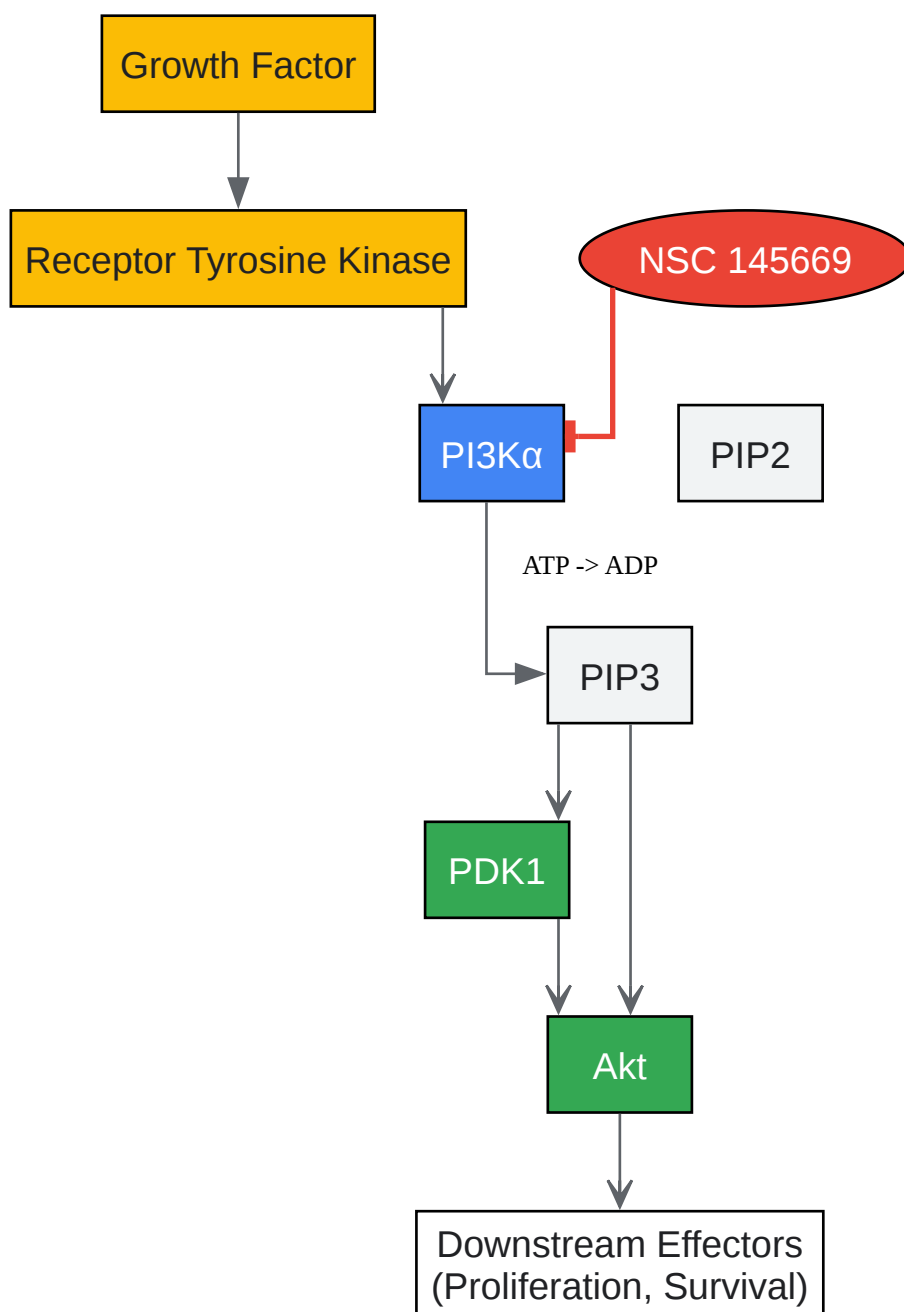 Growth Factor
Receptor Tyrosine Kinase
NSC 145669
PI3Kα
PIP2
ATP -> ADP
PIP3
PDK1
Akt
Downstream Effectors
(Proliferation, Survival)